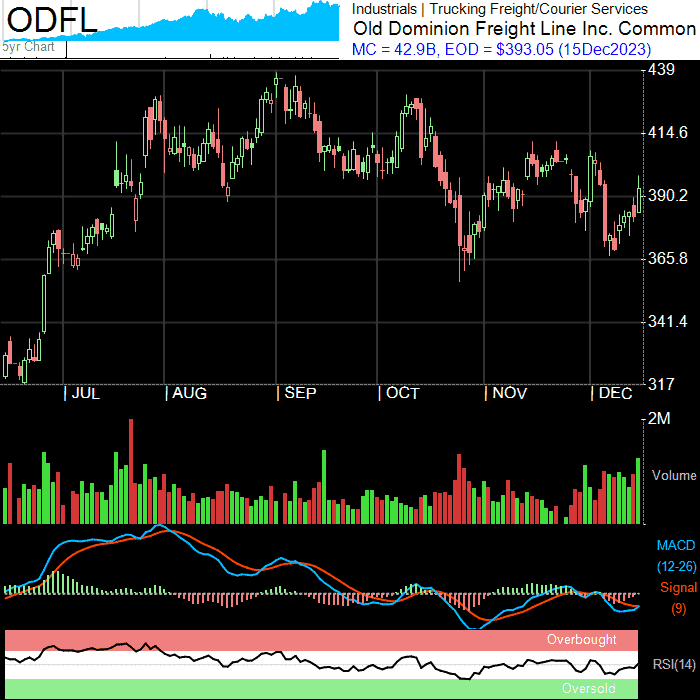 ODFL
5yr Chart
Industrials | Trucking Freight/Courier Services
Old Dominion Freight Line Inc. Common
MC = 42.9B, EOD = $393.05 (15Dec2023)
439
414.6
390.2
365.8
341.4
317
JUL AUG SEP OCT NOV DEC
2M
Volume
MACD
(12-26)
Signal
(9)
Overbought
RSI(14)
Oversold